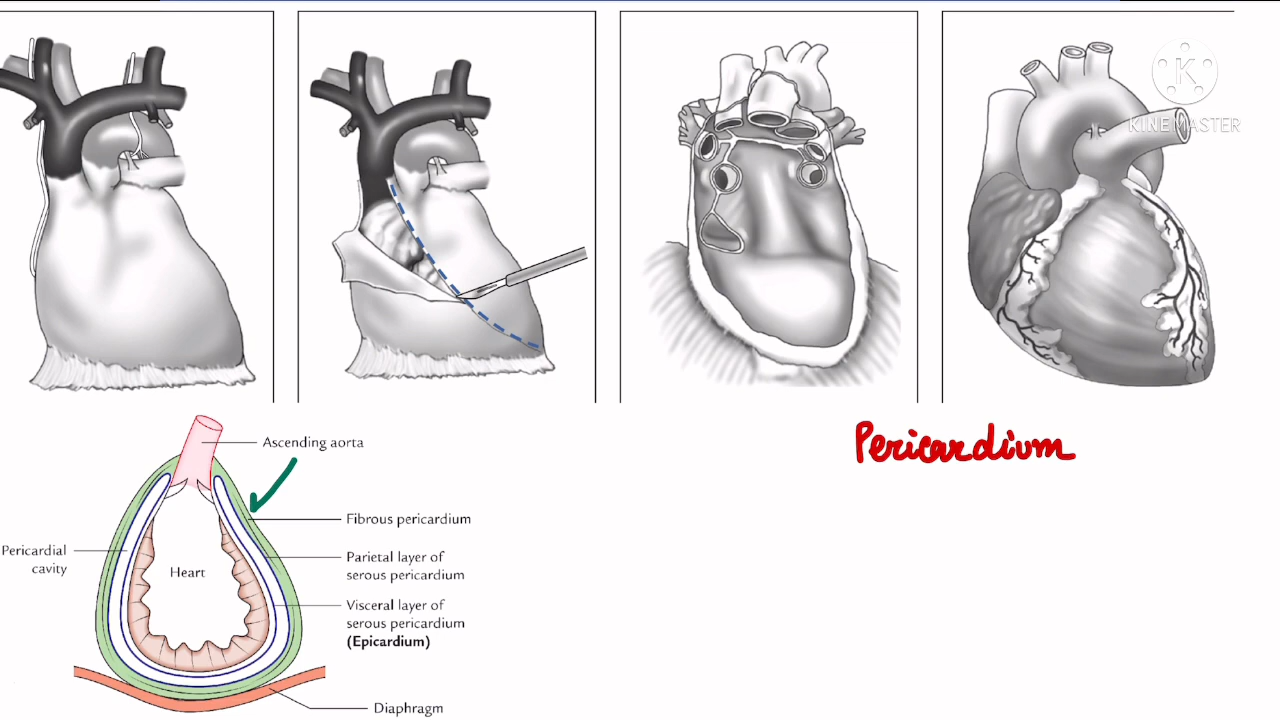 KINEMASTER
Pericardium
Ascending aorta
Fibrous pericardium
Pericardial
cavity
Parietal layer of
serous pericardium
Heart
Visceral layer of
serous pericardium
(Epicardium)
Diaphragm